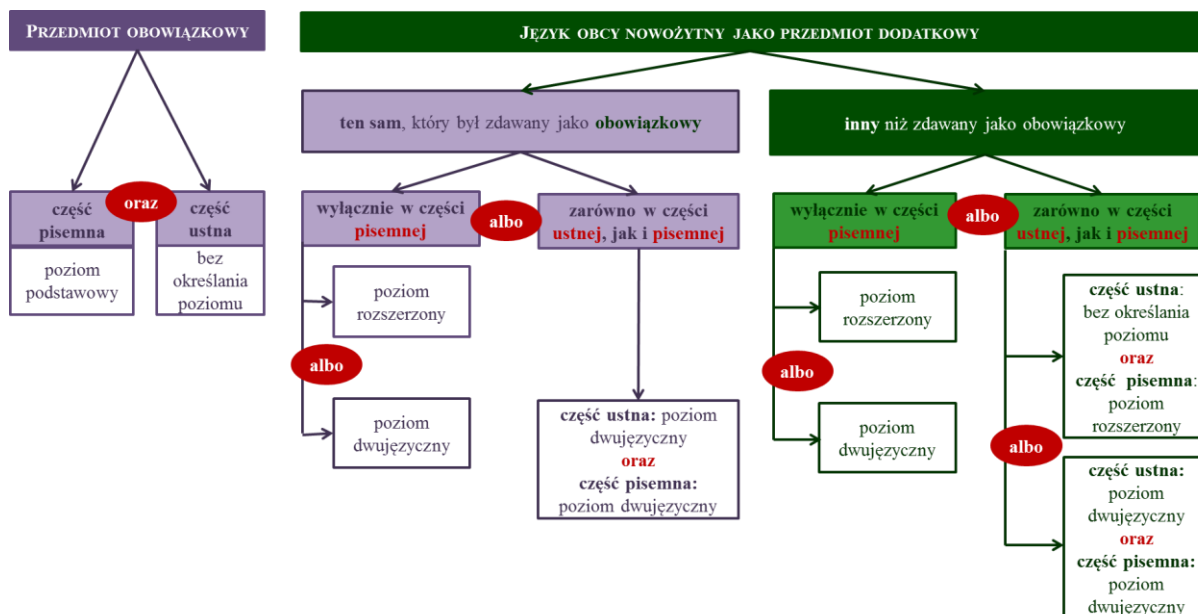 PRZEDMIOT OBOWIĄZKOWY
część
pisemna
oraz
część
ustna
poziom
podstawowy
bez
określania
poziomu
JĘZYK OBCY NOWOŻYTNY JAKO PRZEDMIOT DODATKOWY
ten sam, który był zdawany jako obowiązkowy
wyłącznie w części
pisemnej
albo
zarówno w części
ustnej, jak i pisemnej
poziom
rozszerzony
albo
poziom
dwujęzyczny
część ustna: poziom
dwujęzyczny
oraz
część pisemna:
poziom dwujęzyczny
inny niż zdawany jako obowiązkowy
wyłącznie w części
pisemnej
albo
zarówno w części
ustnej, jak i pisemnej
poziom
rozszerzony
albo
poziom
dwujęzyczny
część ustna:
bez określania
poziomu
oraz
część pisemna:
poziom
rozszerzony
albo
część ustna:
poziom
dwujęzyczny
oraz
część pisemna:
poziom
dwujęzyczny